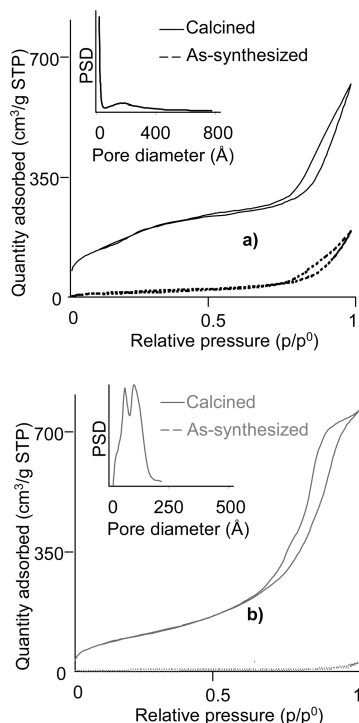 Calcined
As-synthesized
700
PSD
0 400 800
Pore diameter (Å)
350
Quantity adsorbed (cm³/g STP)
a)
0
0 0.5 1
Relative pressure (p/p⁰)
Calcined
As-synthesized
700
PSD
0 250 500
Pore diameter (Å)
350
Quantity adsorbed (cm³/g STP)
b)
0
0 0.5 1
Relative pressure (p/p⁰)